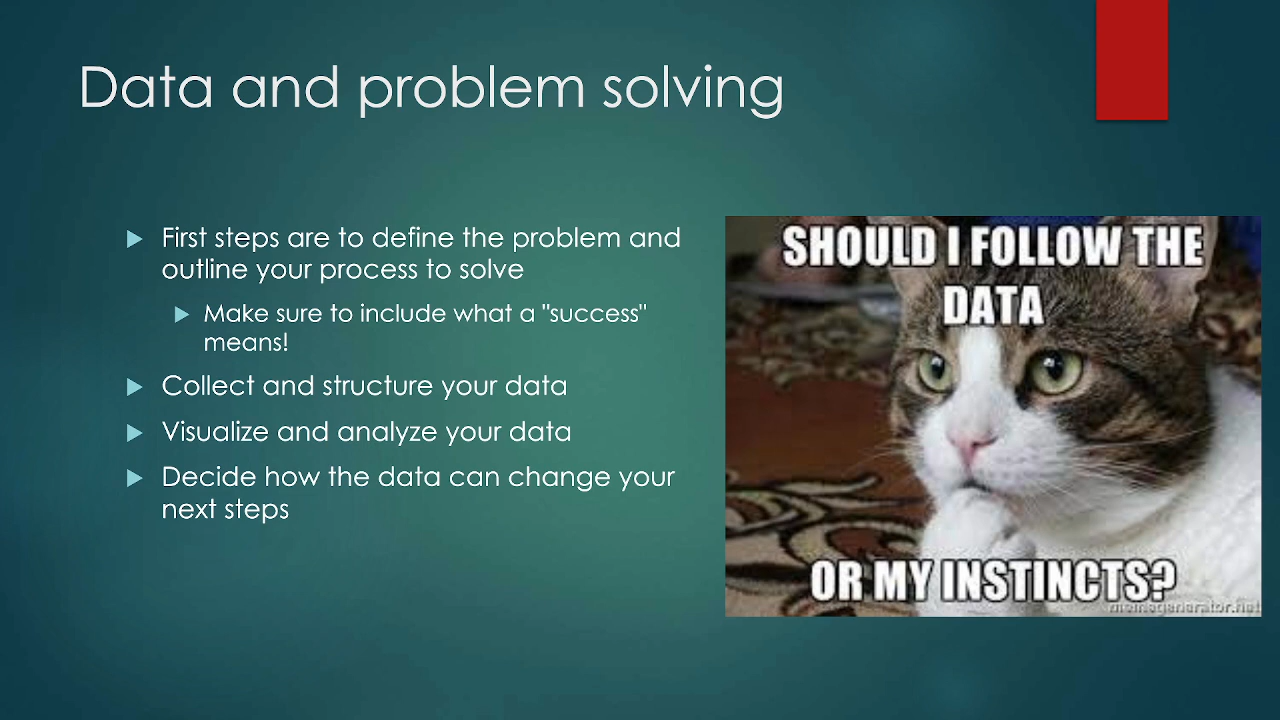 Data and problem solving
First steps are to define the problem and
outline your process to solve
Make sure to include what a "success"
means!
Collect and structure your data
Visualize and analyze your data
Decide how the data can change your
next steps
SHOULD I FOLLOW THE
DATA
OR MY INSTINCTS?
memegenerator.net